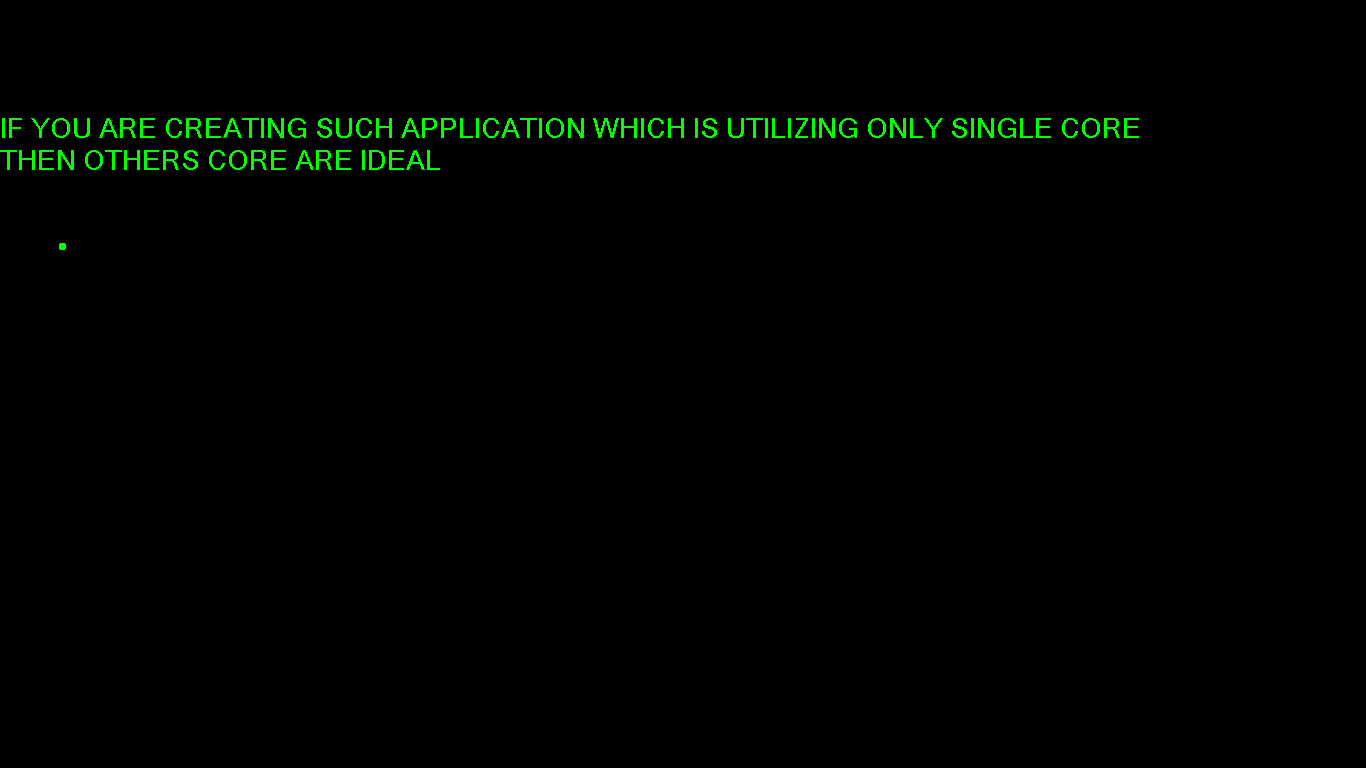 IF YOU ARE CREATING SUCH APPLICATION WHICH IS UTILIZING ONLY SINGLE CORE
THEN OTHERS CORE ARE IDEAL